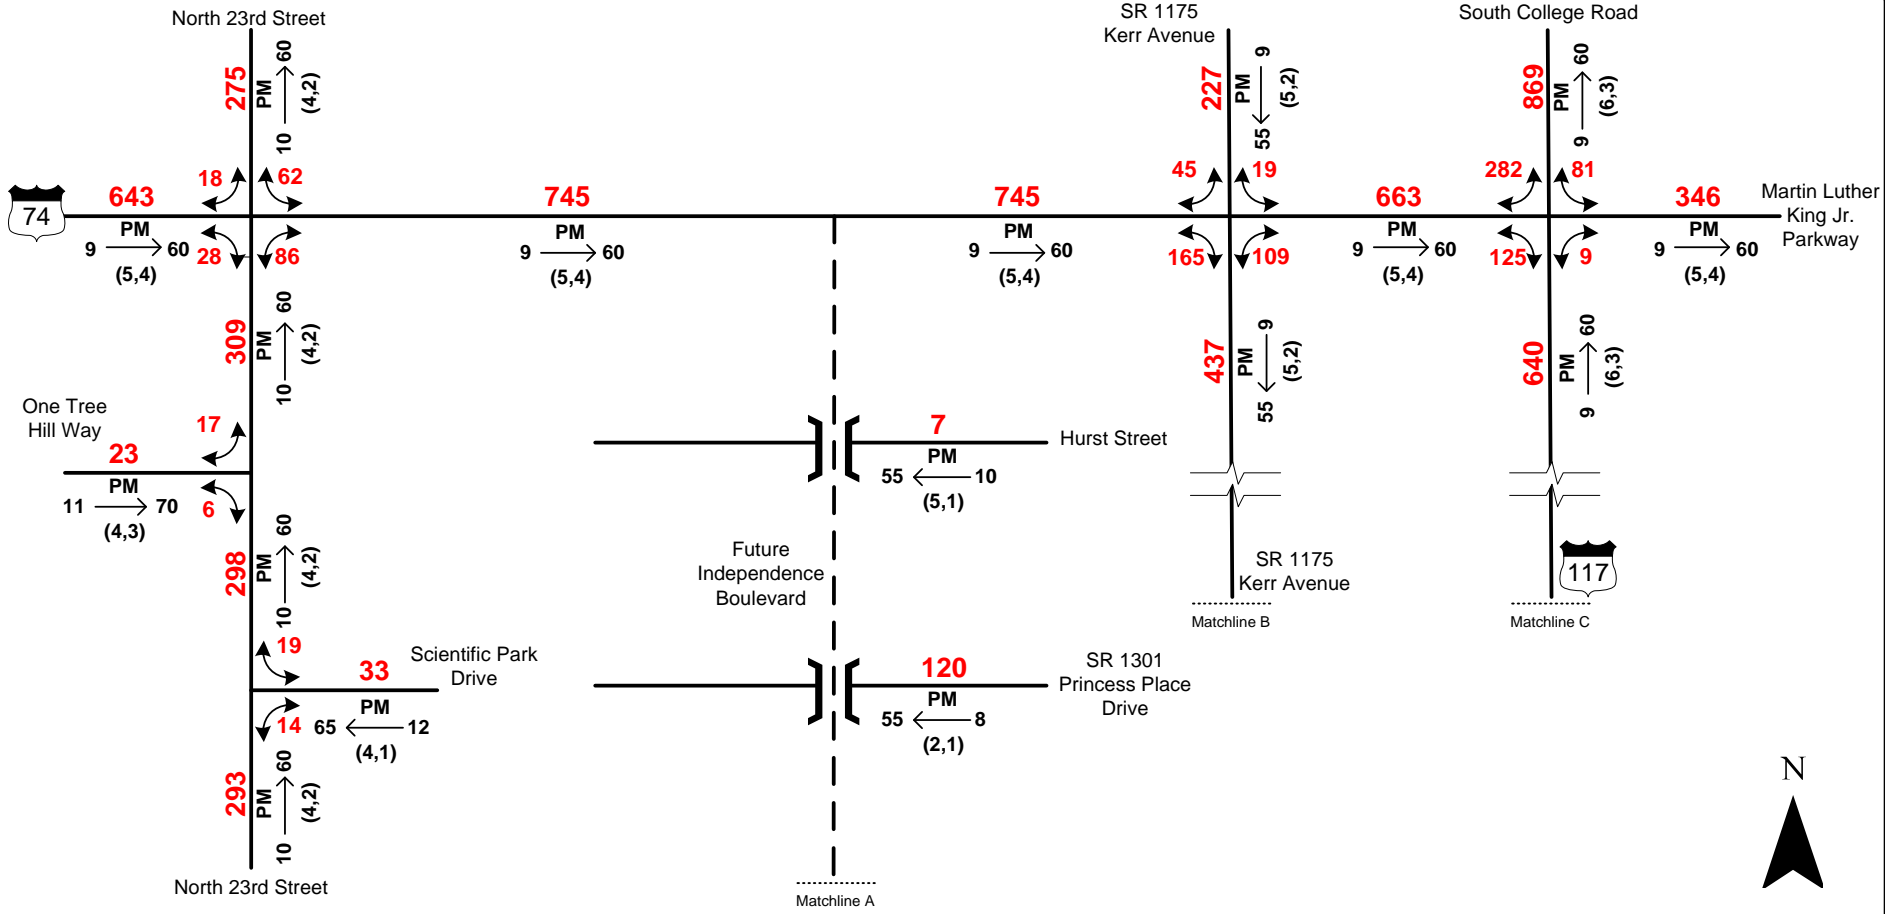 North 23rd Street
SR 1175
Kerr Avenue
South College Road
275
PM
10
60
(4,2)
227
PM
9
55
(5,2)
869
PM
9
60
(6,3)
18
62
45
19
282
81
74
643
PM
9
60
(5,4)
745
PM
9
60
(5,4)
745
PM
9
60
(5,4)
663
PM
9
60
(5,4)
346
PM
9
60
(5,4)
Martin Luther
King Jr.
Parkway
28
86
165
109
125
9
309
PM
10
60
(4,2)
437
PM
9
55
(5,2)
640
PM
9
60
(6,3)
One Tree
Hill Way
17
23
PM
11
70
(4,3)
6
7
PM
55
10
(5,1)
Hurst Street
298
PM
10
60
(4,2)
Future
Independence
Boulevard
SR 1175
Kerr Avenue
117
Matchline B
Matchline C
19
33
PM
65
12
(4,1)
14
Scientific Park
Drive
120
PM
55
8
(2,1)
SR 1301
Princess Place
Drive
293
PM
10
60
(4,2)
North 23rd Street
Matchline A
N